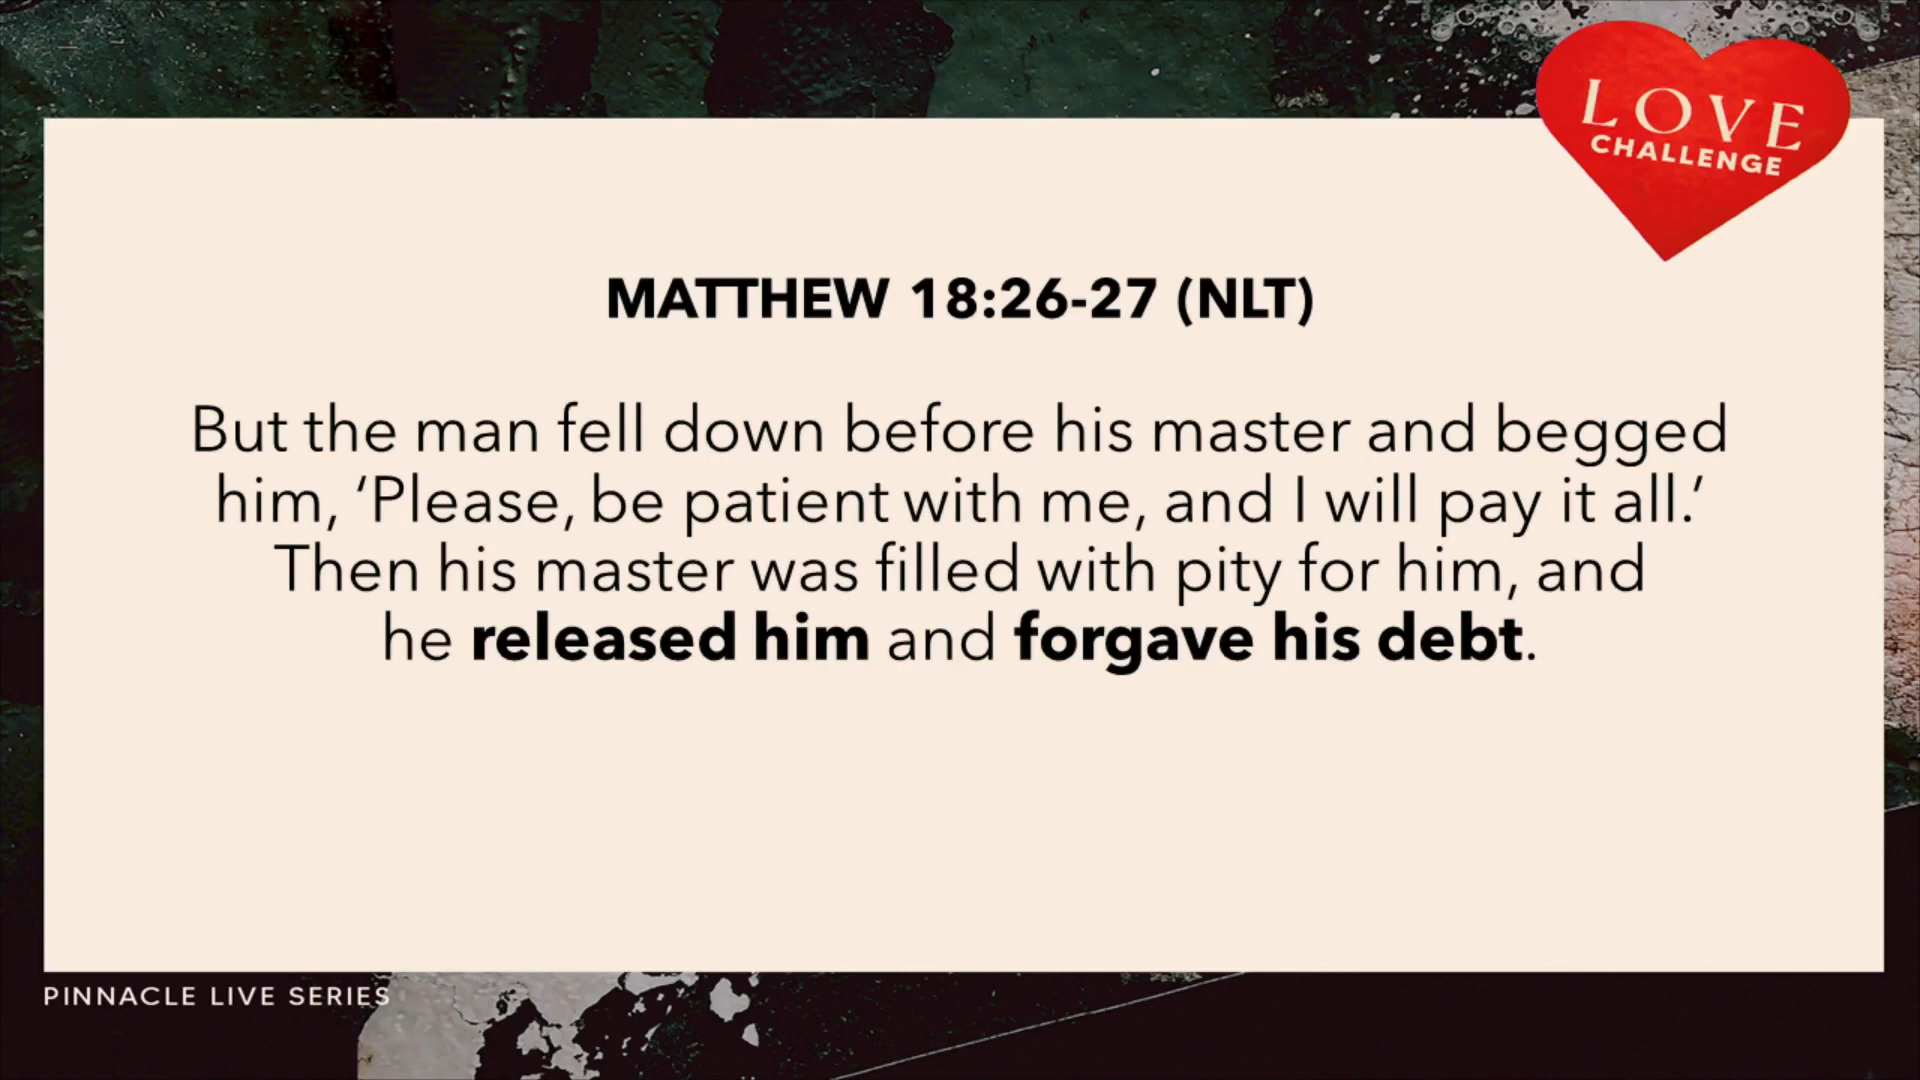 LOVE
CHALLENGE
MATTHEW 18:26-27 (NLT)
But the man fell down before his master and begged
him, ‘Please, be patient with me, and I will pay it all.’
Then his master was filled with pity for him, and
he released him and forgave his debt.
PINNACLE LIVE SERIES